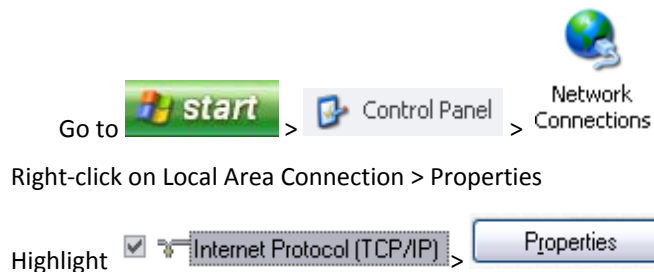 Go to start > Control Panel > Network Connections
Right-click on Local Area Connection > Properties
Highlight Internet Protocol (TCP/IP) > Properties